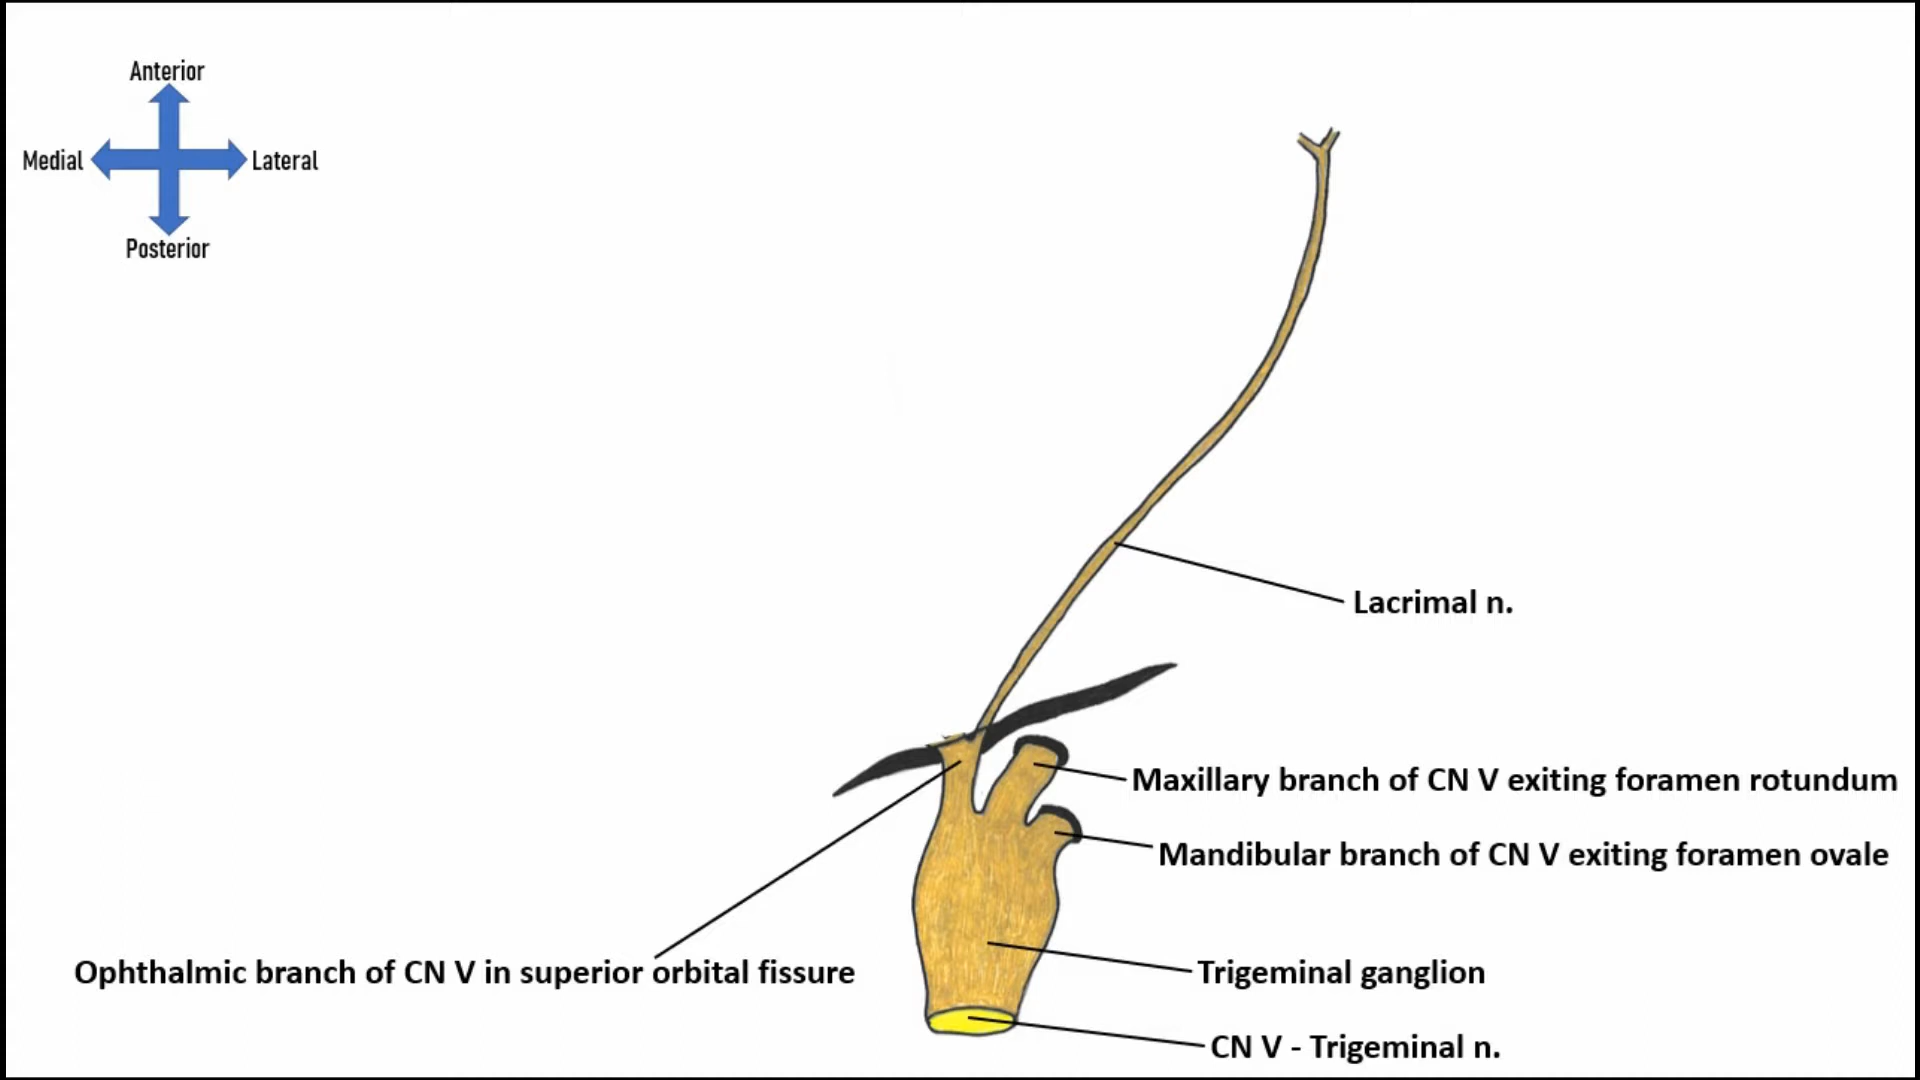 Anterior
Medial
Lateral
Posterior
Lacrimal n.
Maxillary branch of CN V exiting foramen rotundum
Mandibular branch of CN V exiting foramen ovale
Ophthalmic branch of CN V in superior orbital fissure
Trigeminal ganglion
CN V - Trigeminal n.